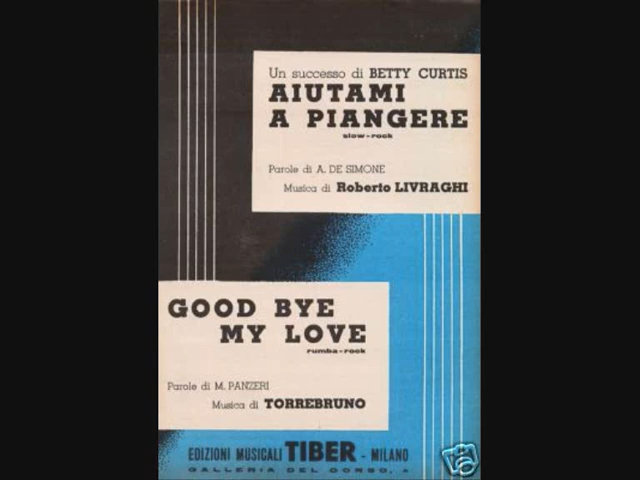 Un successo di BETTY CURTIS
AIUTAMI
A PIANGERE
slow-rock
Parole di A. DE SIMONE
Musica di Roberto LIVRAGHI
GOOD BYE
MY LOVE
rumba-rock
Parole di M. PANZERI
Musica di TORREBRUNO
EDIZIONI MUSICALI TIBER - MILANO
GALLERIA DEL CORSO, 4